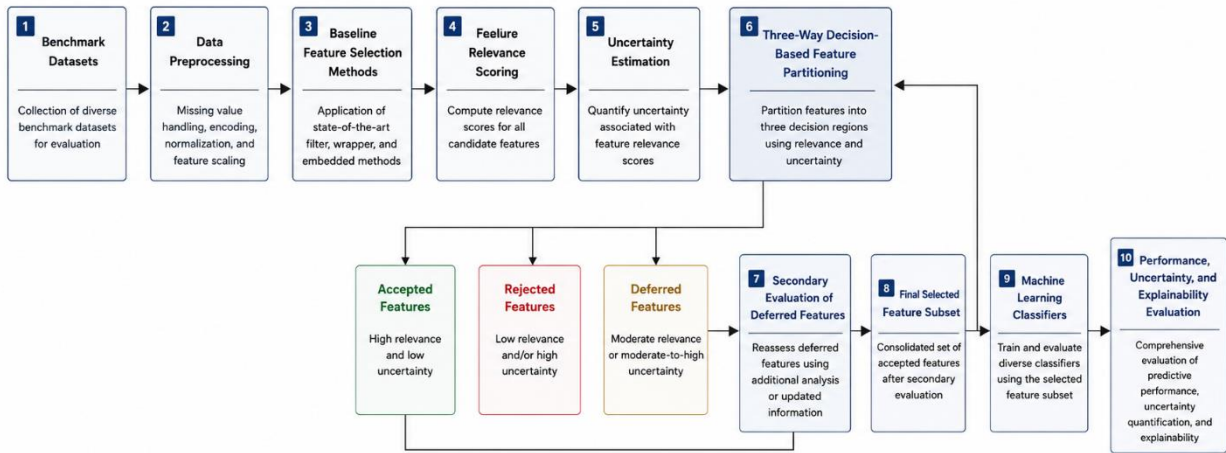 1
Benchmark
Datasets
Collection of diverse
benchmark datasets
for evaluation
2
Data
Preprocessing
Missing value
handling, encoding,
normalization, and
feature scaling
3
Baseline
Feature Selection
Methods
Application of
state-of-the-art
filter, wrapper, and
embedded methods
4
Feelure
Relevance
Scoring
Compute relevance
scores for all
candidate features
5
Uncertainty
Estimation
Quantify uncertainty
associated with
feature relevance
scores
6
Three-Way Decision-
Based Feature
Partitioning
Partition features into
three decision regions
using relevance and
uncertainty
Accepted
Features
High relevance
and low
uncertainty
Rejected
Features
Low relevance
and/or high
uncertainty
Deferred
Features
Moderate relevance
or moderate-to-high
uncertainty
7
Secondary
Evaluation of
Deferred Features
Reassess deferred
features using
additional analysis
or updated
information
8
Final Selected
Feature Subset
Consolidated set of
accepted features
after secondary
evaluation
9
Machine
Learning
Classifiers
Train and evaluate
diverse classifiers
using the selected
feature subset
10
Performance,
Uncertainty, and
Explainability
Evaluation
Comprehensive
evaluation of
predictive
performance,
uncertainty
quantification, and
explainability